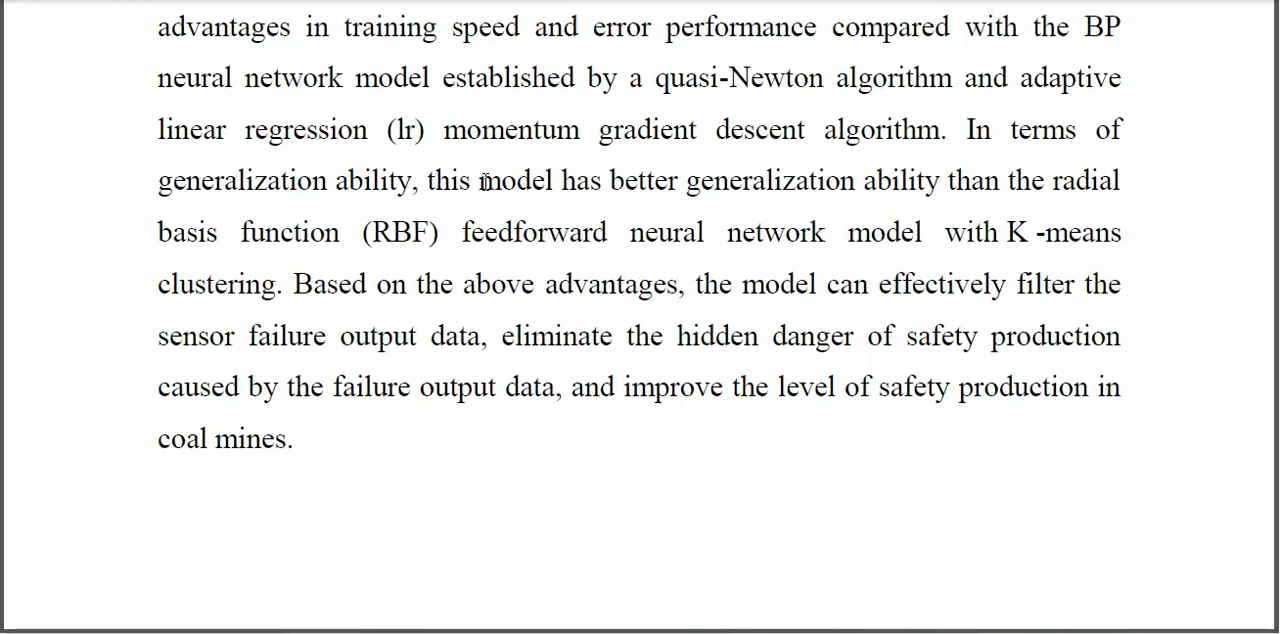 advantages in training speed and error performance compared with the BP
neural network model established by a quasi-Newton algorithm and adaptive
linear regression (lr) momentum gradient descent algorithm. In terms of
generalization ability, this model has better generalization ability than the radial
basis function (RBF) feedforward neural network model with K -means
clustering. Based on the above advantages, the model can effectively filter the
sensor failure output data, eliminate the hidden danger of safety production
caused by the failure output data, and improve the level of safety production in
coal mines.